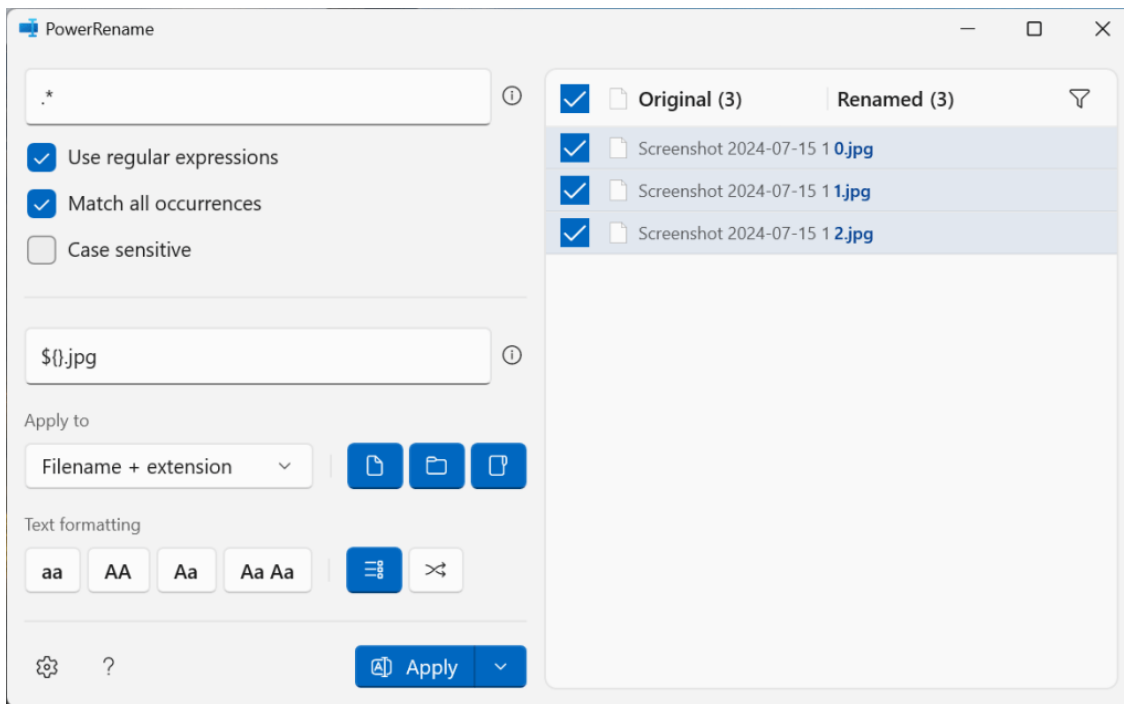 PowerRename
.*
Use regular expressions
Match all occurrences
Case sensitive
${}.jpg
Apply to
Filename + extension
Text formatting
aa AA Aa Aa Aa
? Apply
Original (3) Renamed (3)
Screenshot 2024-07-15 1 0.jpg
Screenshot 2024-07-15 1 1.jpg
Screenshot 2024-07-15 1 2.jpg